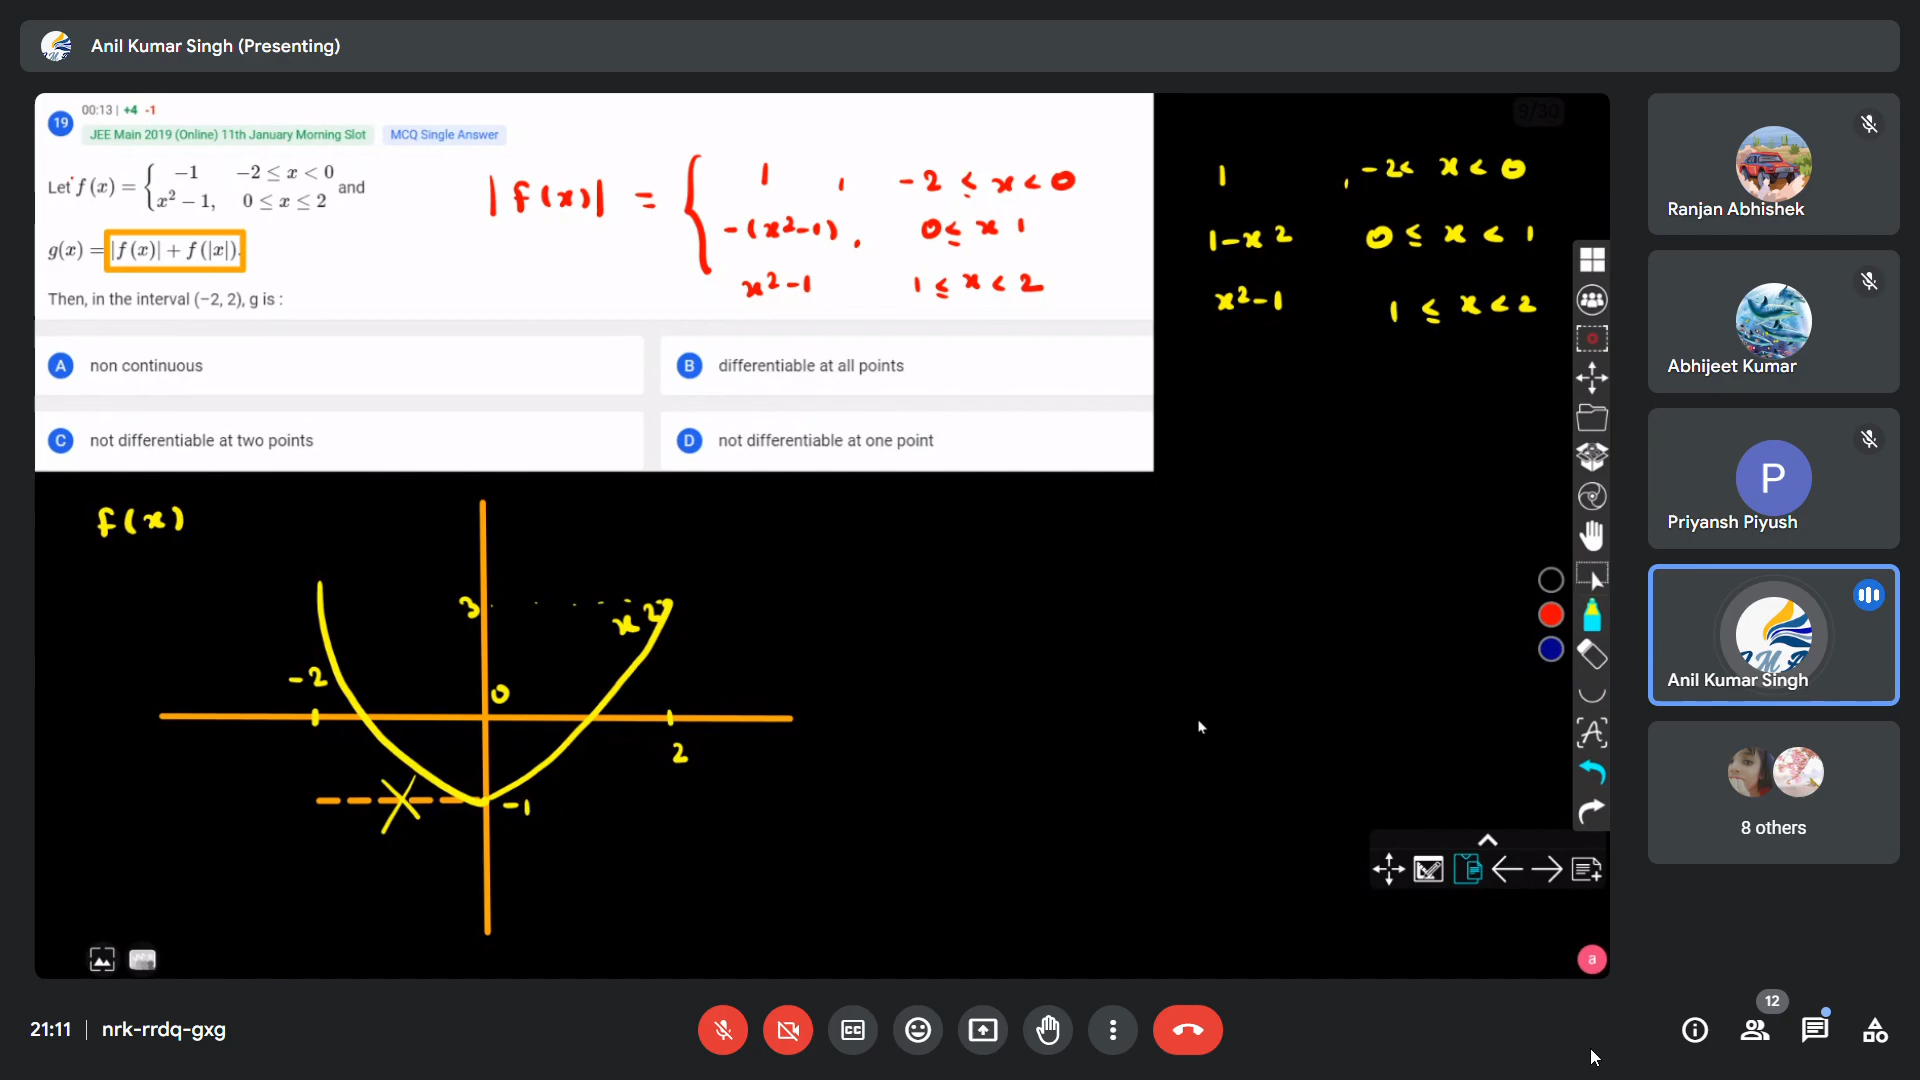 Anil Kumar Singh (Presenting)
19
00:13 | +4 -1
JEE Main 2019 (Online) 11th January Morning Slot MCQ Single Answer
Let f(x) = { −1 −2 ≤ x < 0
x² − 1, 0 ≤ x ≤ 2 and
g(x) = |f(x)| + f(|x|).
Then, in the interval (−2, 2), g is :
A non continuous
B differentiable at all points
C not differentiable at two points
D not differentiable at one point
|f(x)| = { 1 , -2 ≤ x < 0
-(x²-1), 0 ≤ x 1
x²-1 1 ≤ x < 2
9/30
1 , -2< x < 0
1-x² 0 ≤ x < 1
x²-1 1 ≤ x < 2
f(x)
3
x²
-2
0
2
-1
a
Ranjan Abhishek
Abhijeet Kumar
P
Priyansh Piyush
Anil Kumar Singh
8 others
21:11 | nrk-rrdq-gxg
CC
12